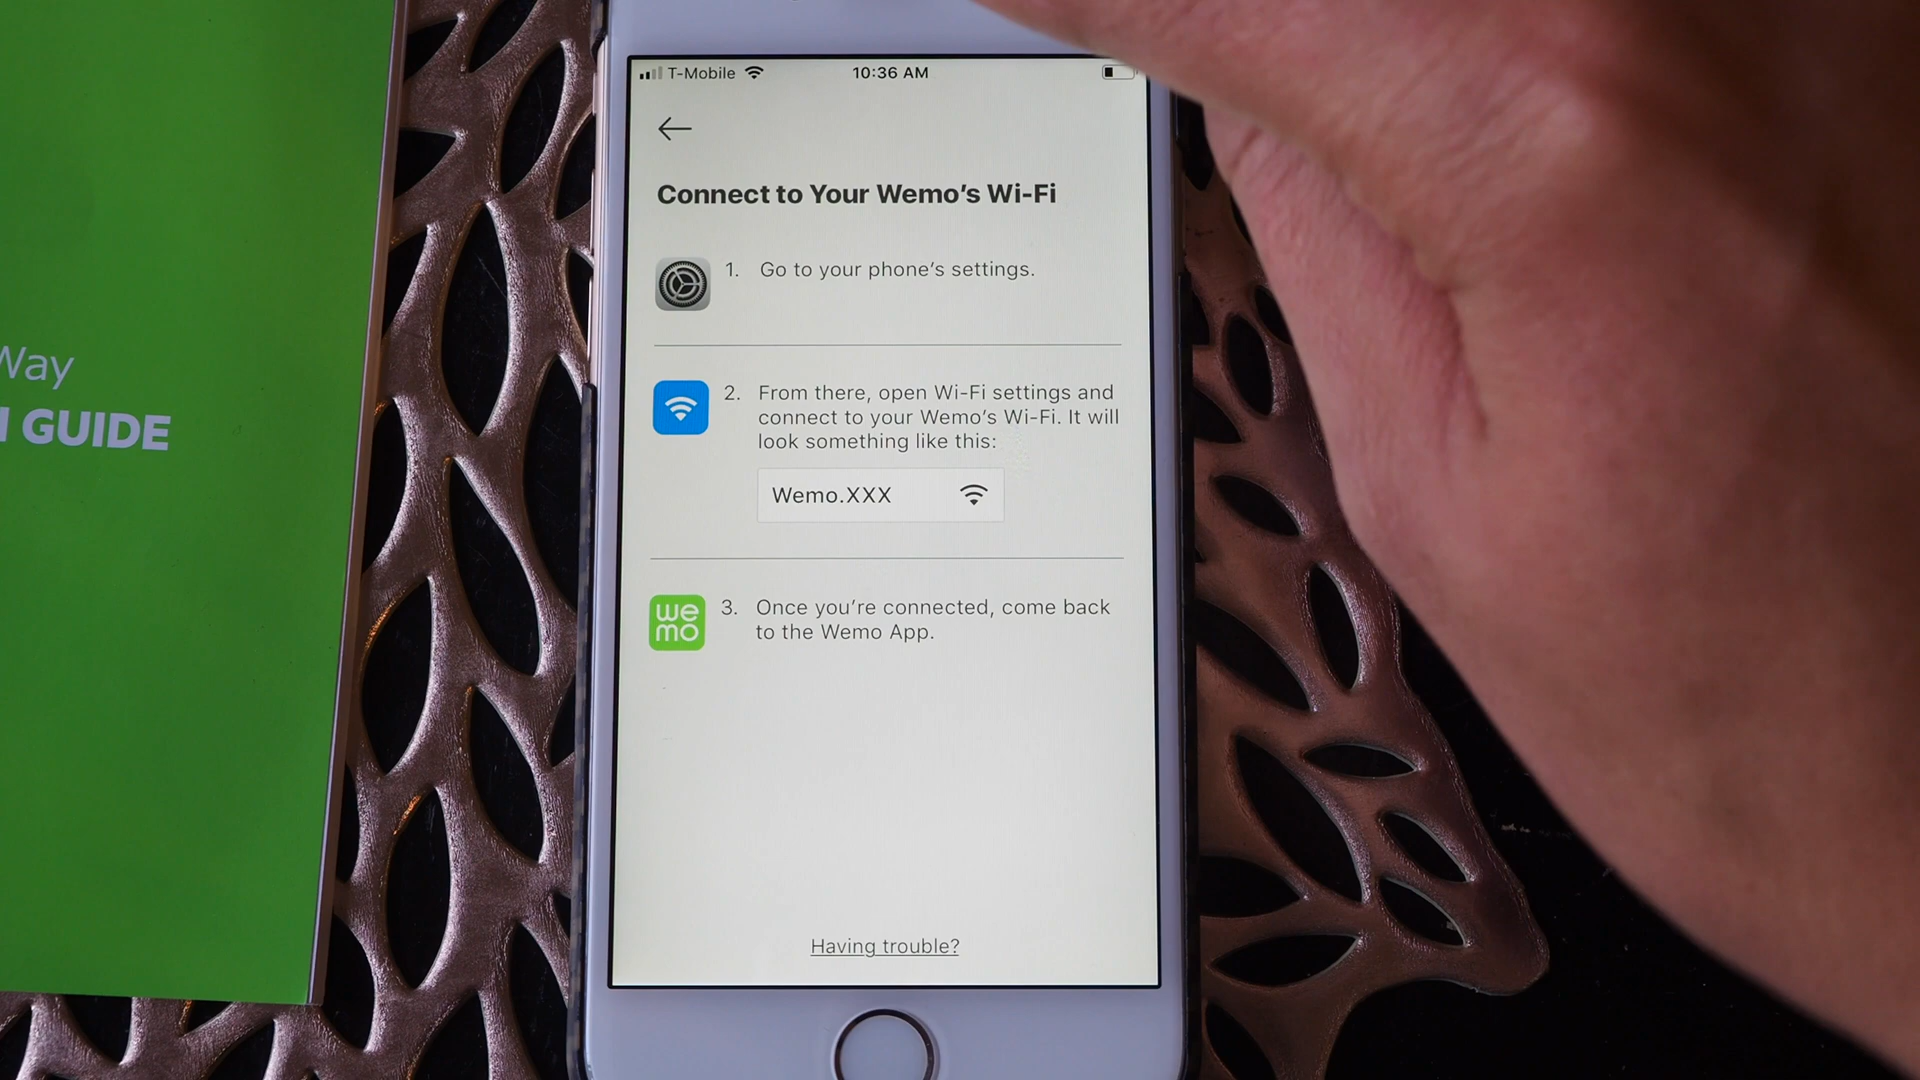 Way
GUIDE
T-Mobile
10:36 AM
Connect to Your Wemo's Wi-Fi
1. Go to your phone's settings.
2. From there, open Wi-Fi settings and
connect to your Wemo's Wi-Fi. It will
look something like this:
Wemo.XXX
we
mo
3. Once you're connected, come back
to the Wemo App.
Having trouble?